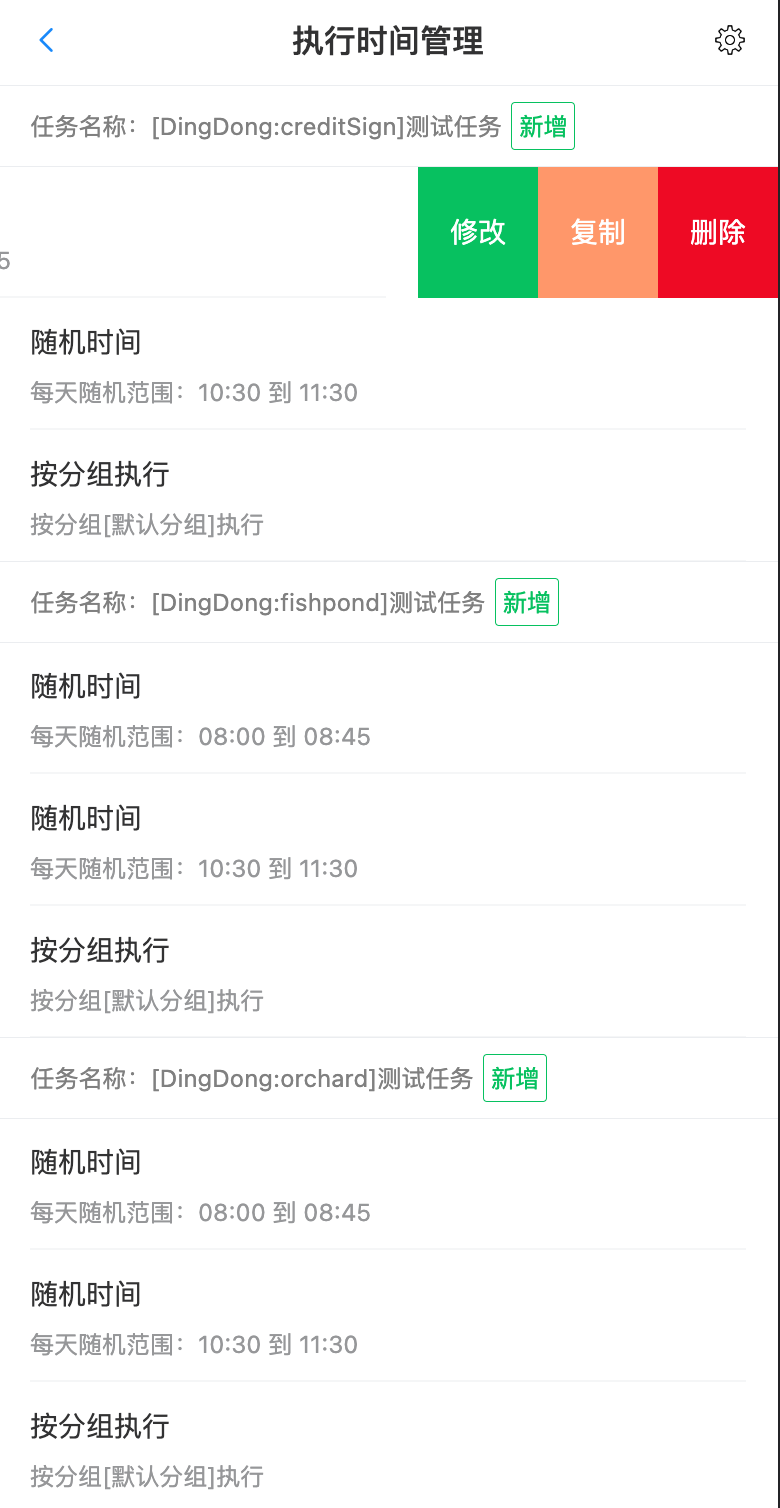 执行时间管理
任务名称：[DingDong:creditSign]测试任务 新增
修改 复制 删除
5
随机时间
每天随机范围：10:30 到 11:30
按分组执行
按分组[默认分组]执行
任务名称：[DingDong:fishpond]测试任务 新增
随机时间
每天随机范围：08:00 到 08:45
随机时间
每天随机范围：10:30 到 11:30
按分组执行
按分组[默认分组]执行
任务名称：[DingDong:orchard]测试任务 新增
随机时间
每天随机范围：08:00 到 08:45
随机时间
每天随机范围：10:30 到 11:30
按分组执行
按分组[默认分组]执行